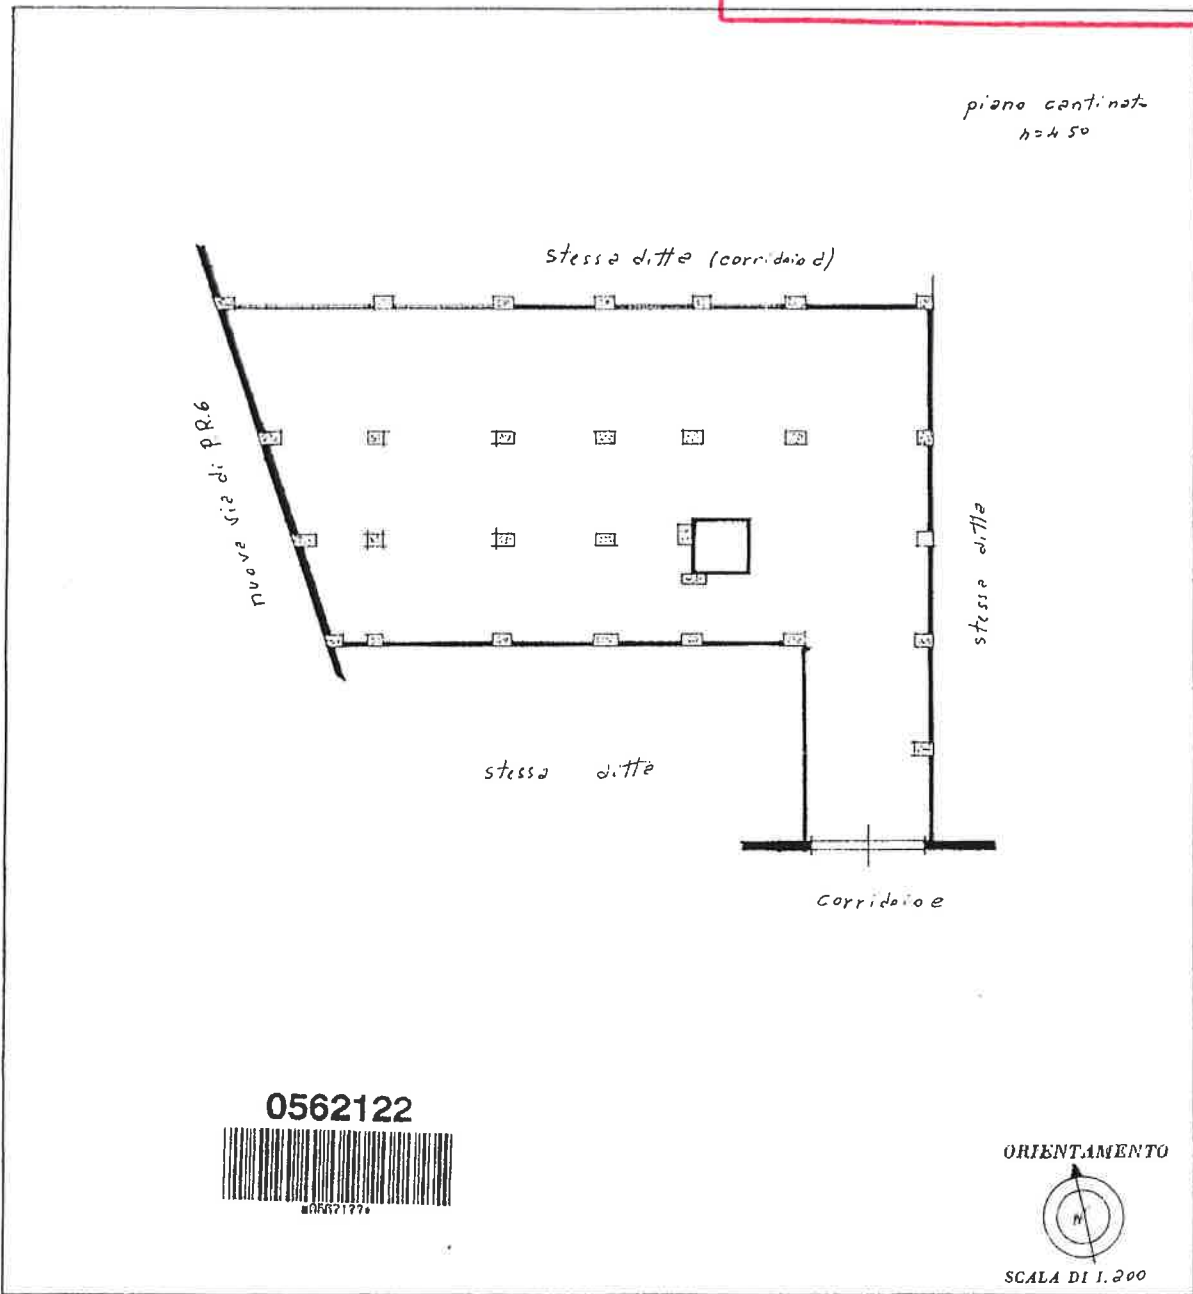 piano cantinat
h=4 50
stessa ditta (corridoio d)
nuova via di P.R.6
stessa ditta
stessa ditta
corridoio e
0562122
ORIENTAMENTO
N
SCALA DI 1.200